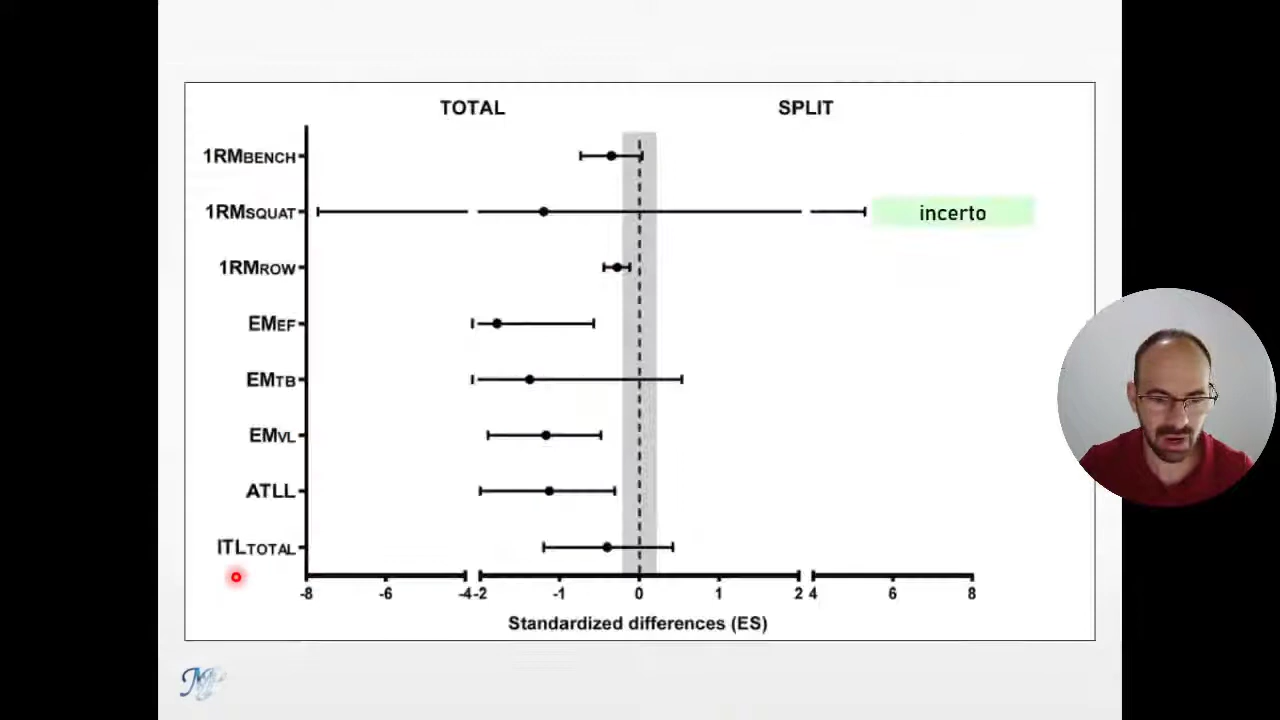 TOTAL SPLIT
1RMBENCH
1RMSQUAT incerto
1RMROW
EMEF
EMTB
EMVL
ATLL
ITLTOTAL
-8 -6 -4 -2 -1 0 1 2 4 6 8
Standardized differences (ES)